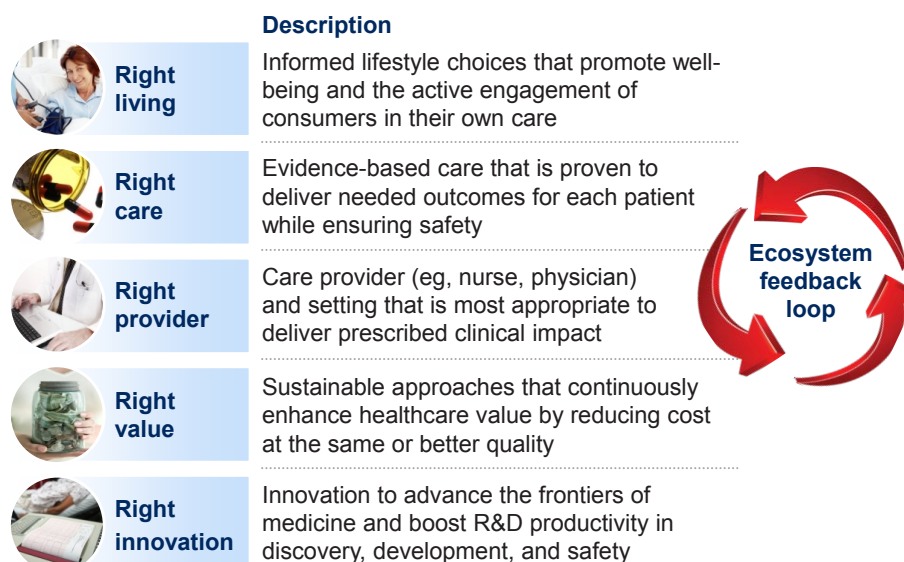 Description
Right
living
Informed lifestyle choices that promote well-
being and the active engagement of
consumers in their own care
Right
care
Evidence-based care that is proven to
deliver needed outcomes for each patient
while ensuring safety
Right
provider
Care provider (eg, nurse, physician)
and setting that is most appropriate to
deliver prescribed clinical impact
Right
value
Sustainable approaches that continuously
enhance healthcare value by reducing cost
at the same or better quality
Right
innovation
Innovation to advance the frontiers of
medicine and boost R&D productivity in
discovery, development, and safety
Ecosystem
feedback
loop